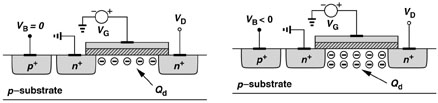 V_B = 0
V_G
V_D
p+
n+
n+
p-substrate
Q_d
V_B < 0
V_G
V_D
p+
n+
n+
p-substrate
Q_d